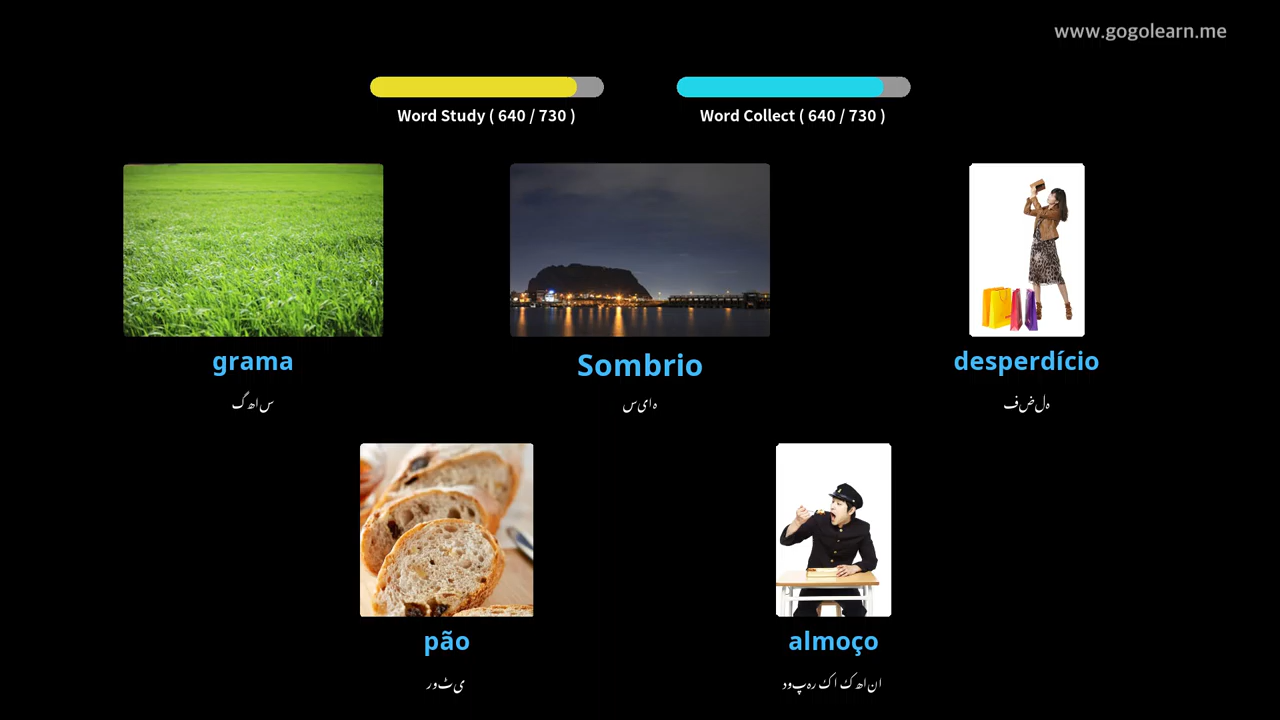 www.gogolearn.me
Word Study ( 640 / 730 )
Word Collect ( 640 / 730 )
grama
گھاس
Sombrio
سیاہ
desperdício
فضلہ
pão
روٹی
almoço
دوپہر کا کھانا